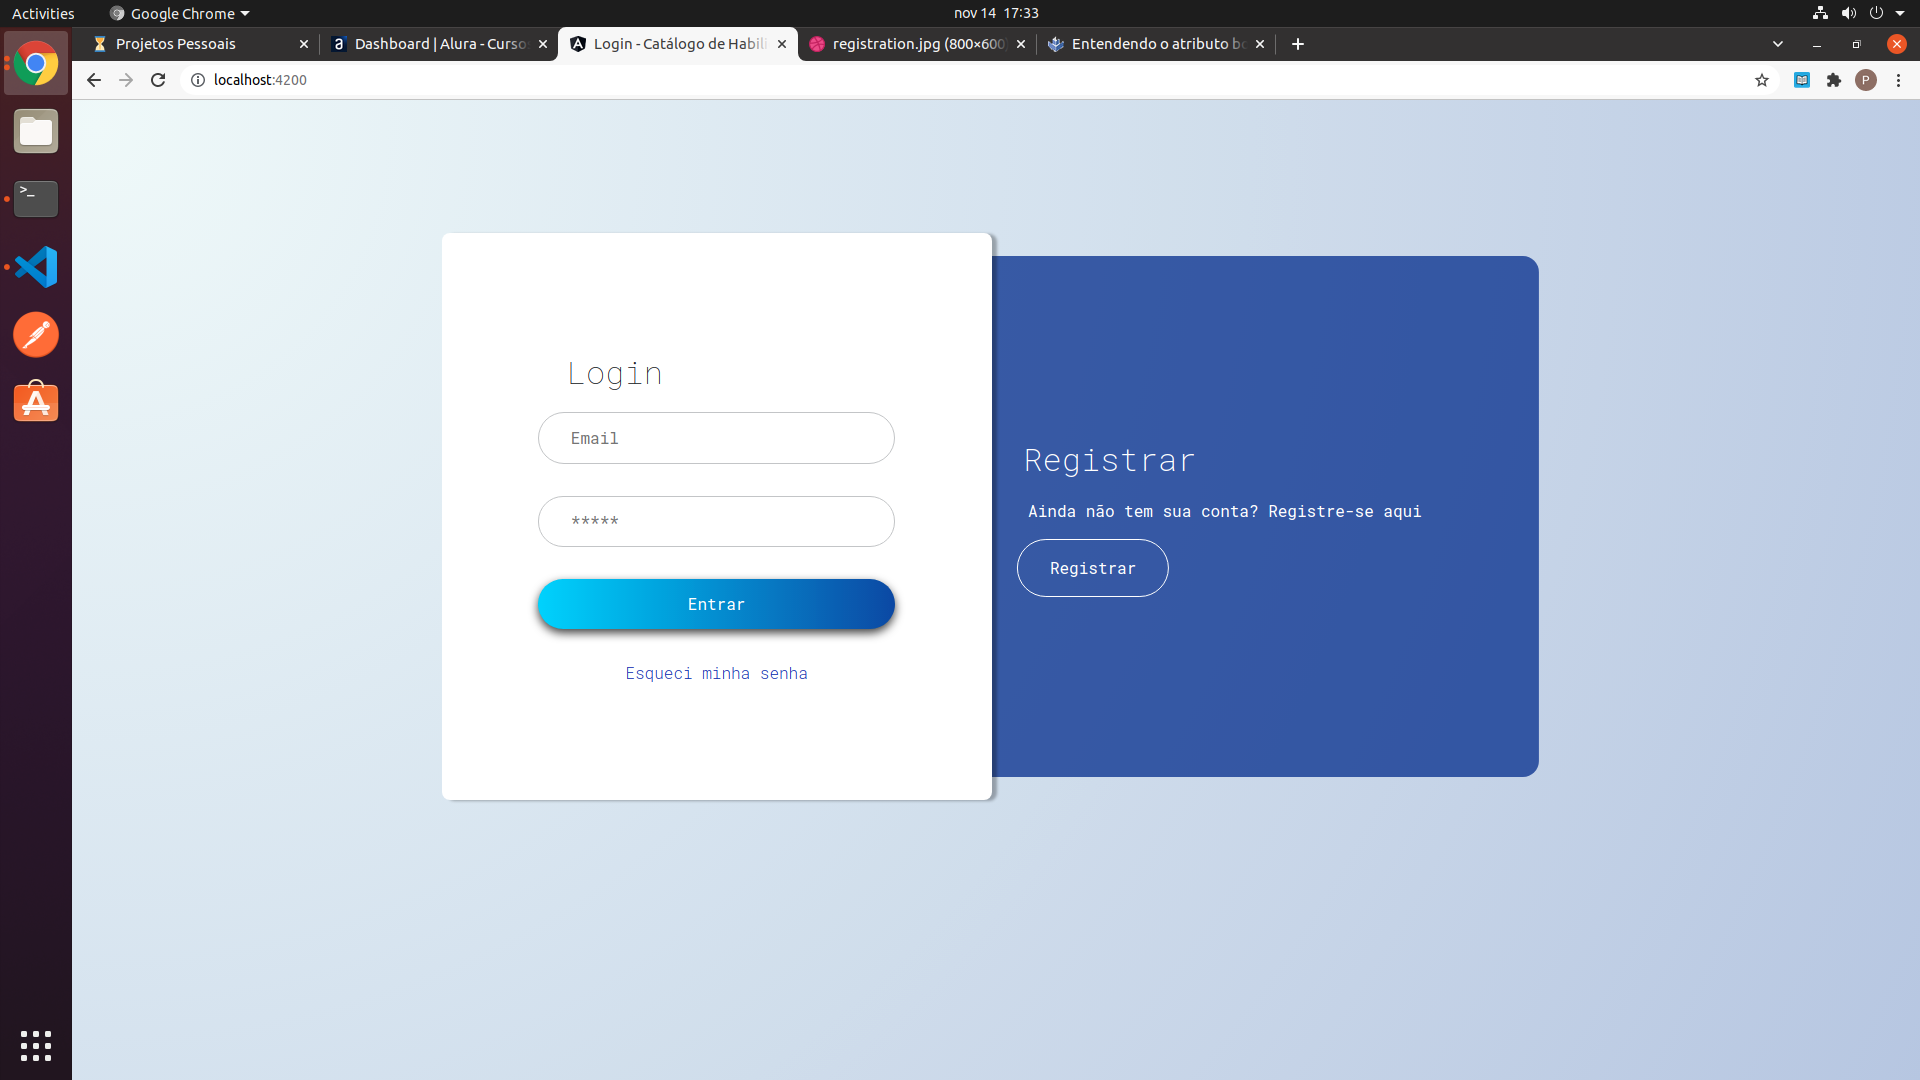 Activities
Google Chrome
nov 14 17:33
Projetos Pessoais
Dashboard | Alura - Curso
Login - Catálogo de Habili
registration.jpg (800×600)
Entendendo o atributo bo
localhost:4200
P
Login
Email
*****
Entrar
Esqueci minha senha
Registrar
Ainda não tem sua conta? Registre-se aqui
Registrar